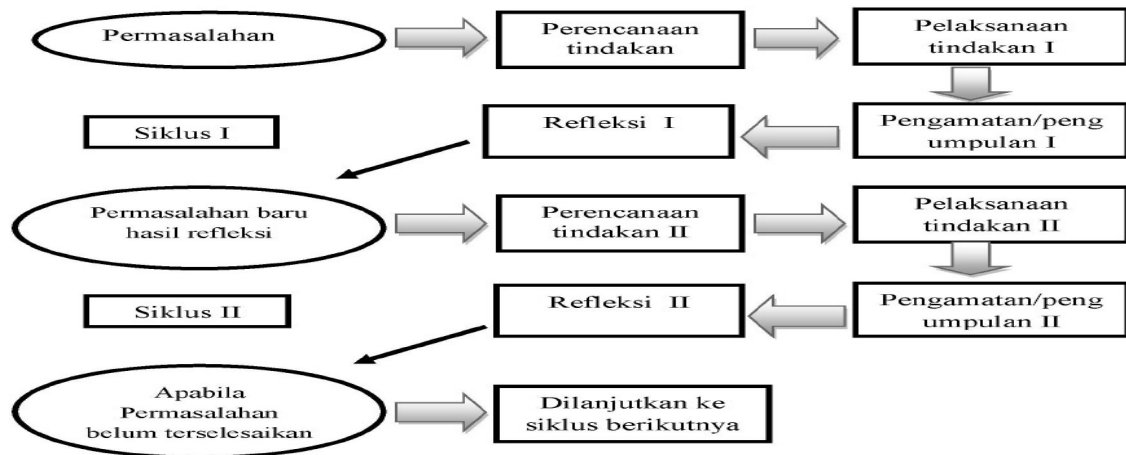 Permasalahan
Perencanaan
tindakan
Pelaksanaan
tindakan I
Siklus I
Refleksi I
Pengamatan/peng
umpulan I
Permasalahan baru
hasil refleksi
Perencanaan
tindakan II
Pelaksanaan
tindakan II
Siklus II
Refleksi II
Pengamatan/peng
umpulan II
Apabila
Permasalahan
belum terselesaikan
Dilanjutkan ke
siklus berikutnya